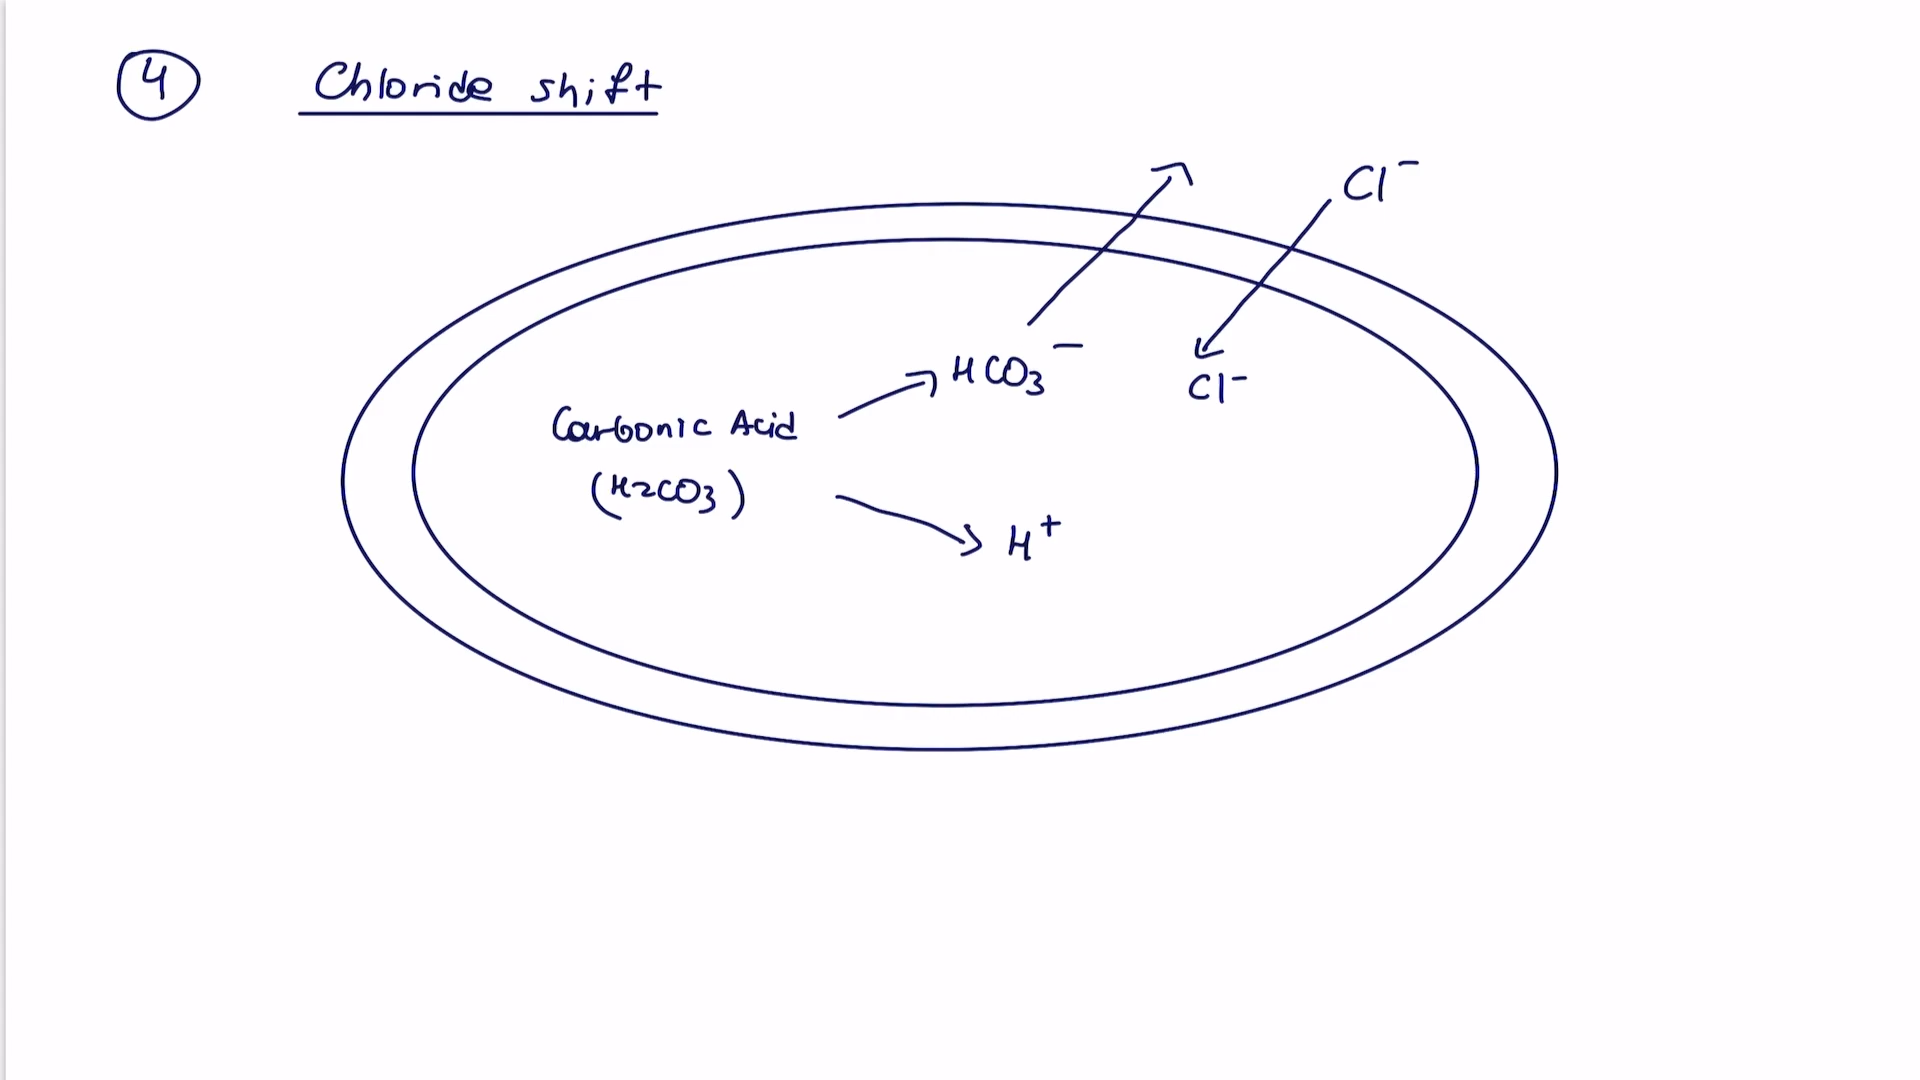 4 Chloride shift
Cl⁻
HCO3⁻
Cl⁻
Carbonic Acid
(H2CO3)
H⁺